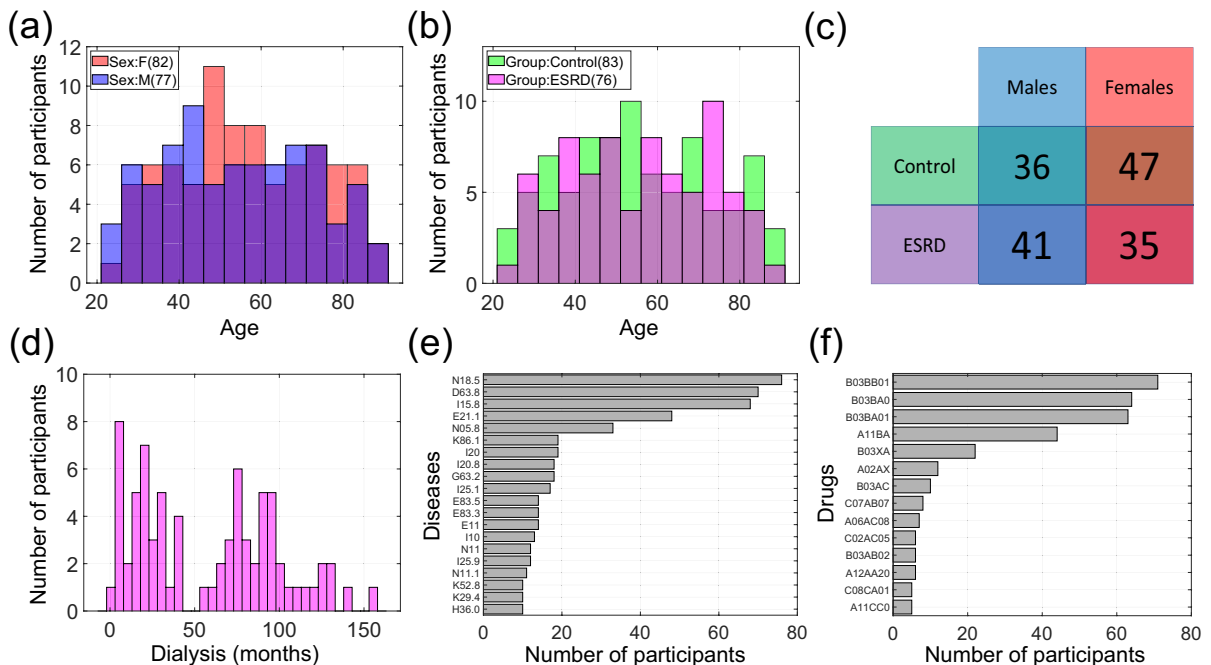 (a)
12
10
8
6
4
2
0
Number of participants
Sex:F(82)
Sex:M(77)
20
40
60
80
Age
(b)
10
5
0
Number of participants
Group:Control(83)
Group:ESRD(76)
20
40
60
80
Age
(c)
Males
Females
Control
36
47
ESRD
41
35
(d)
10
8
6
4
2
0
Number of participants
0
50
100
150
Dialysis (months)
(e)
Diseases
N18.5
D63.8
I15.8
E21.1
N05.8
K86.1
I20
I20.8
G63.2
I25.1
E83.5
E83.3
E11
I10
N11
I25.9
N11.1
K52.8
K29.4
H36.0
0
20
40
60
80
Number of participants
(f)
Drugs
B03BB01
B03BA0
B03BA01
A11BA
B03XA
A02AX
B03AC
C07AB07
A06AC08
C02AC05
B03AB02
A12AA20
C08CA01
A11CC0
0
20
40
60
80
Number of participants